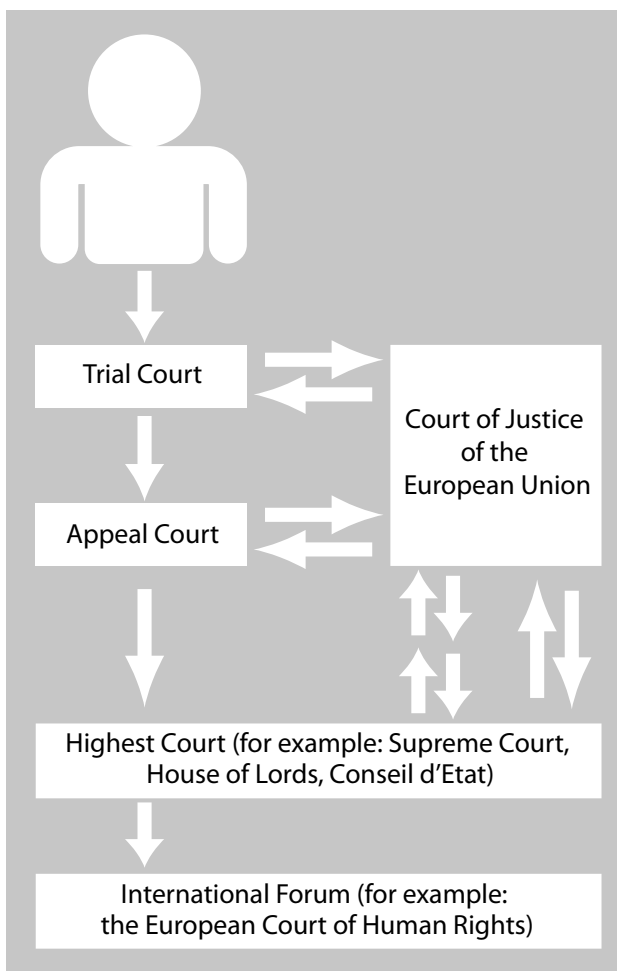 Trial Court
Court of Justice
of the
European Union
Appeal Court
Highest Court (for example: Supreme Court,
House of Lords, Conseil d'Etat)
International Forum (for example:
the European Court of Human Rights)